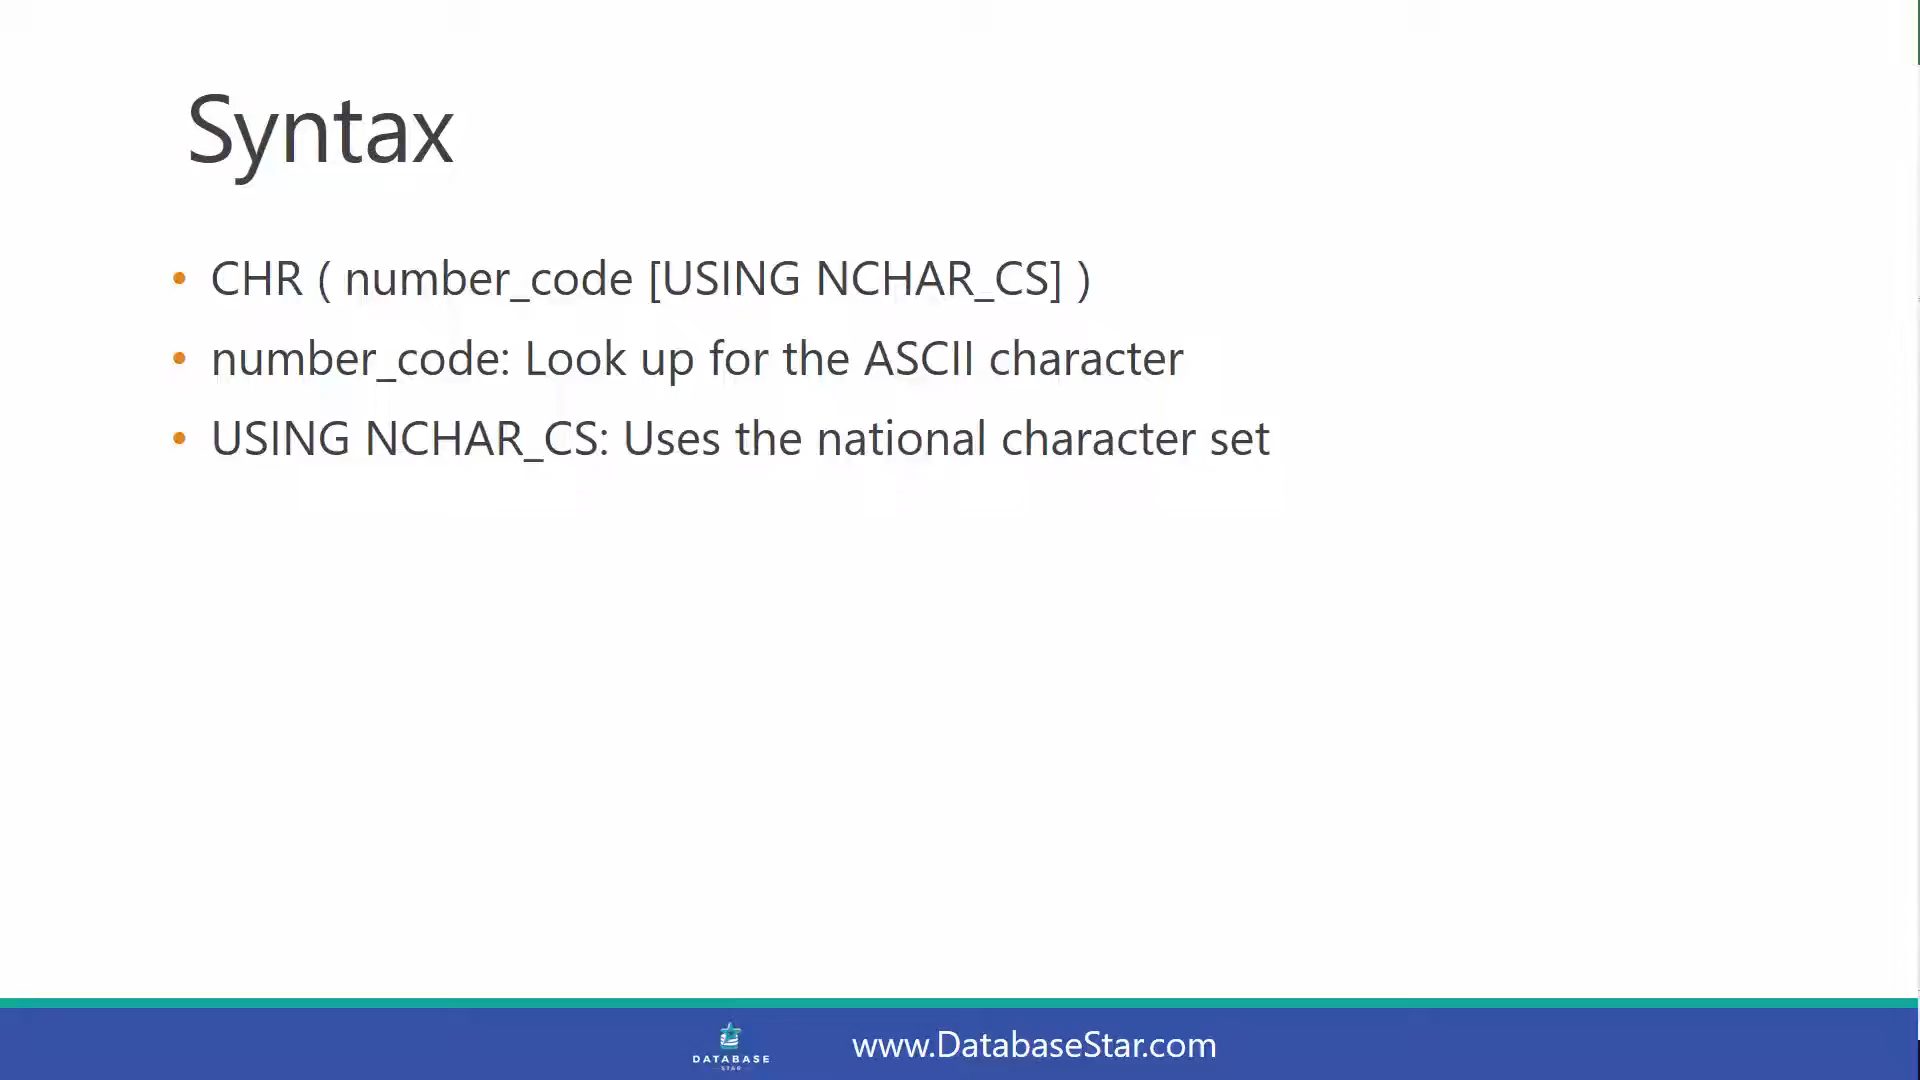 Syntax
• CHR ( number_code [USING NCHAR_CS] )
• number_code: Look up for the ASCII character
• USING NCHAR_CS: Uses the national character set
DATABASE
STAR
www.DatabaseStar.com